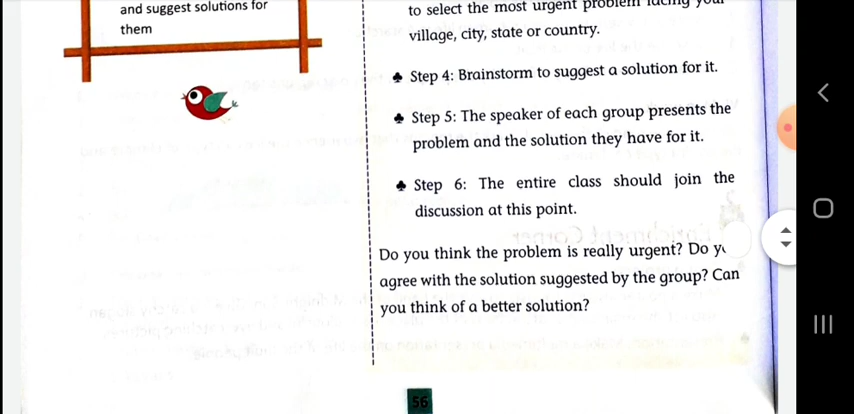 and suggest solutions for
them
to select the most urgent problem facing your
village, city, state or country.
♣ Step 4: Brainstorm to suggest a solution for it.
♣ Step 5: The speaker of each group presents the
problem and the solution they have for it.
♣ Step 6: The entire class should join the
discussion at this point.
Do you think the problem is really urgent? Do
agree with the solution suggested by the group? Can
you think of a better solution?
56